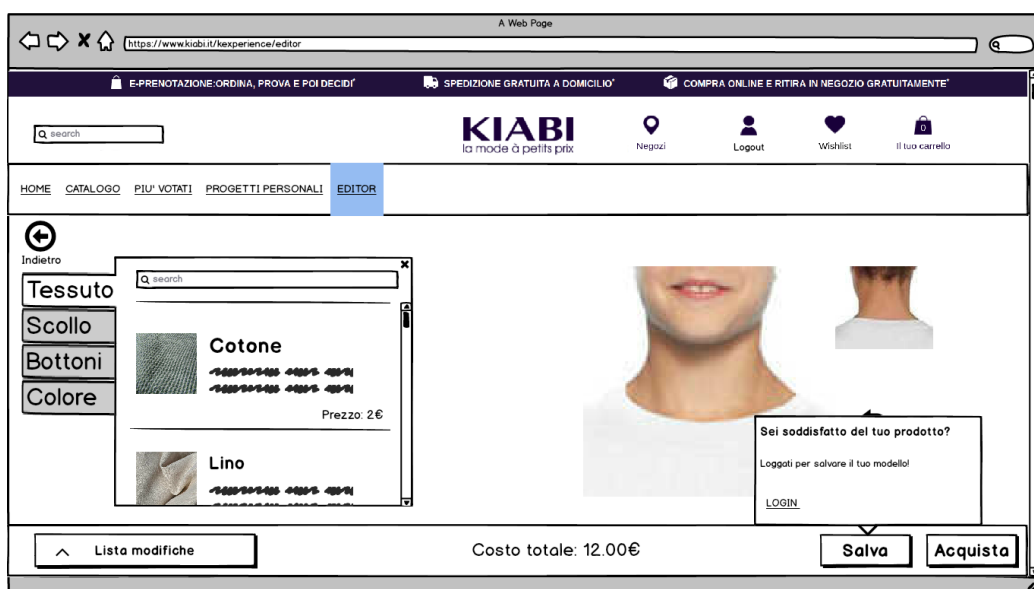 A Web Page
https://www.kiabi.it/kexperience/editor
E-PRENOTAZIONE:ORDINA, PROVA E POI DECIDI*
SPEDIZIONE GRATUITA A DOMICILIO*
COMPRA ONLINE E RITIRA IN NEGOZIO GRATUITAMENTE*
search
KIABI
la mode à petits prix
Negozi
Logout
Wishlist
0
Il tuo carrello
HOME CATALOGO PIU' VOTATI PROGETTI PERSONALI EDITOR
Indietro
Tessuto
Scollo
Bottoni
Colore
search
Cotone
Prezzo: 2€
Lino
Sei soddisfatto del tuo prodotto?
Loggati per salvare il tuo modello!
LOGIN
Lista modifiche
Costo totale: 12.00€
Salva
Acquista